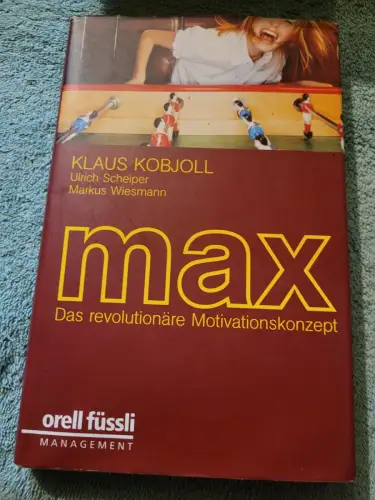 KLAUS KOBJOLL
Ulrich Scheiper
Markus Wiesmann
max
Das revolutionäre Motivationskonzept
orell füssli
MANAGEMENT